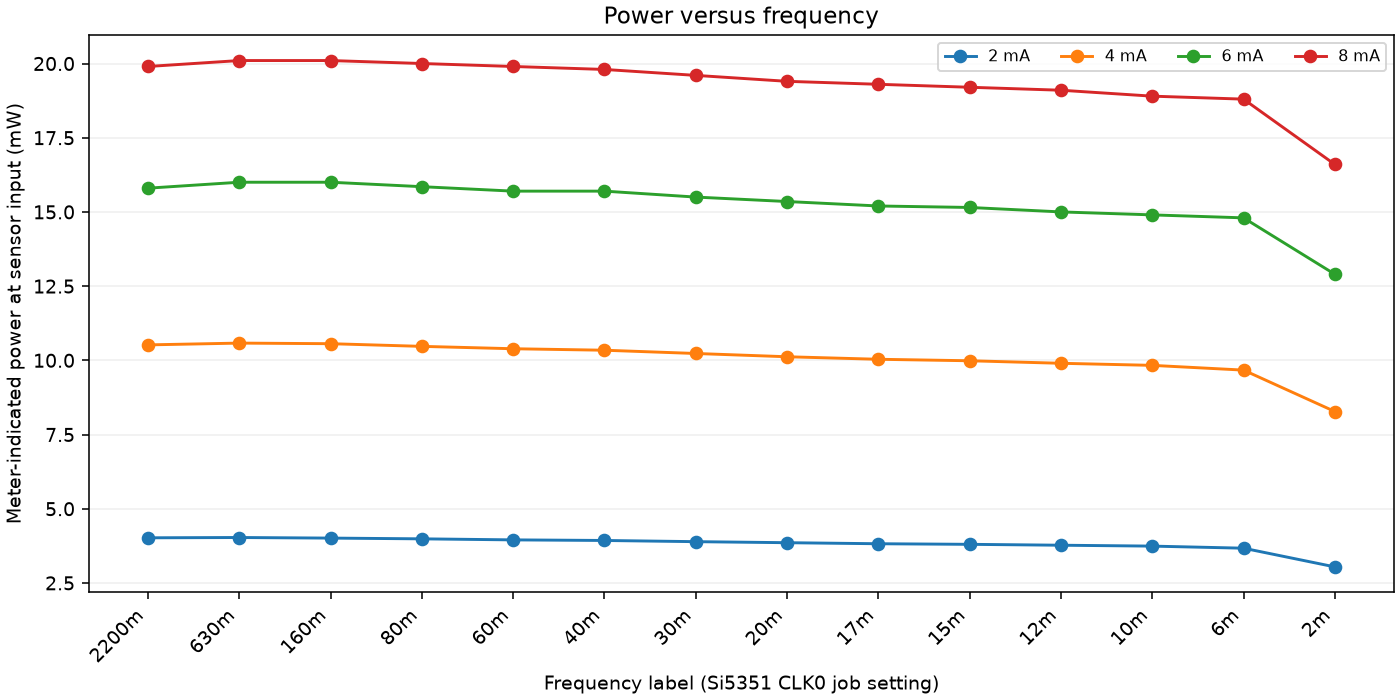 Power versus frequency
2 mA 4 mA 6 mA 8 mA
Meter-indicated power at sensor input (mW)
20.0
17.5
15.0
12.5
10.0
7.5
5.0
2.5
2200m 630m 160m 80m 60m 40m 30m 20m 17m 15m 12m 10m 6m 2m
Frequency label (Si5351 CLK0 job setting)